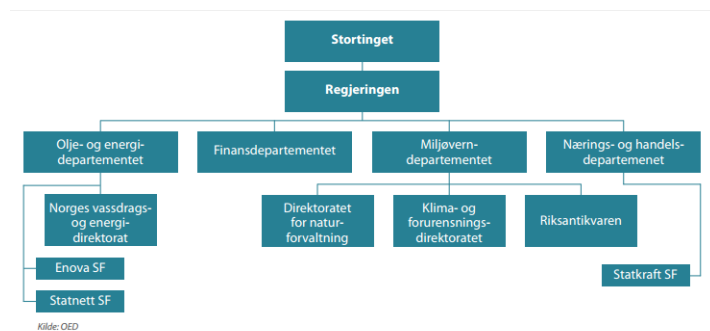 Stortinget
Regjeringen
Olje- og energi-
departementet
Finansdepartementet
Miljøvern-
departementet
Nærings- og handels-
departemenet
Norges vassdrags-
og energi-
direktorat
Direktoratet
for natur-
forvaltning
Klima- og
forurensnings-
direktoratet
Riksantikvaren
Enova SF
Statkraft SF
Statnett SF
Kilde: OED